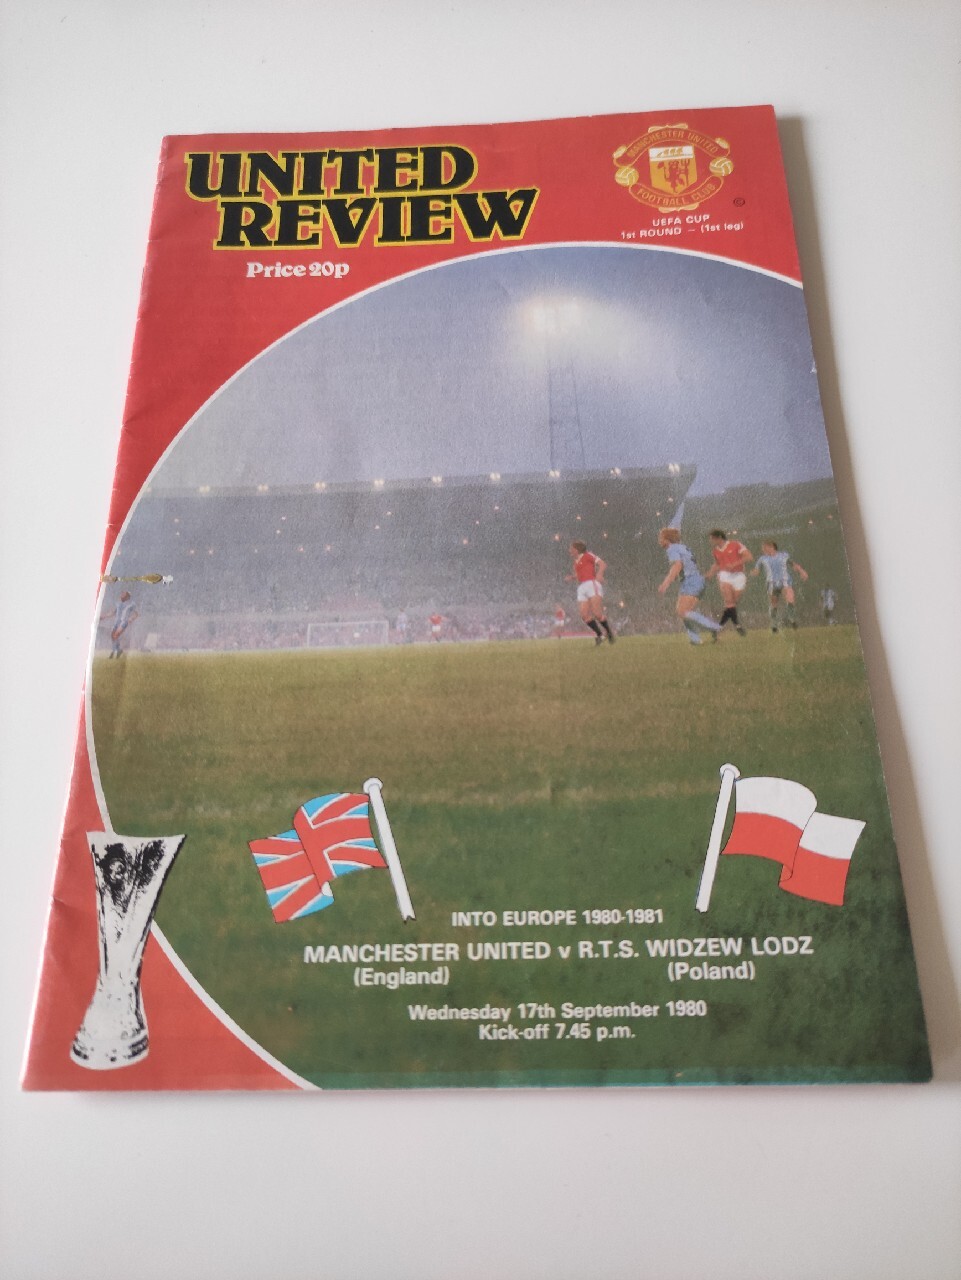 UNITED
REVIEW
Price 20p
MANCHESTER UNITED
FOOTBALL CLUB
©
UEFA CUP
1st ROUND – (1st leg)
INTO EUROPE 1980-1981
MANCHESTER UNITED v R.T.S. WIDZEW LODZ
(England) (Poland)
Wednesday 17th September 1980
Kick-off 7.45 p.m.